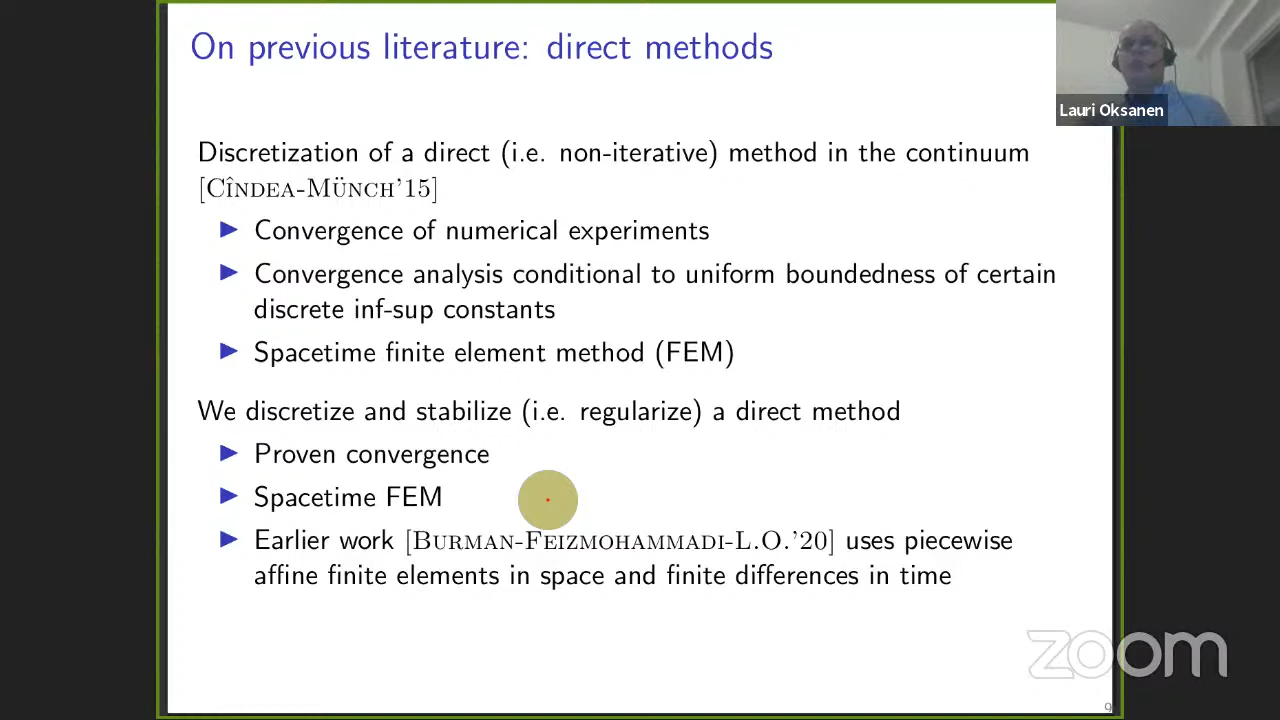 On previous literature: direct methods
Lauri Oksanen
Discretization of a direct (i.e. non-iterative) method in the continuum
[Cîndea-Münch'15]
▶ Convergence of numerical experiments
▶ Convergence analysis conditional to uniform boundedness of certain
discrete inf-sup constants
▶ Spacetime finite element method (FEM)
We discretize and stabilize (i.e. regularize) a direct method
▶ Proven convergence
▶ Spacetime FEM
▶ Earlier work [Burman-Feizmohammadi-L.O.'20] uses piecewise
affine finite elements in space and finite differences in time
zoom
9